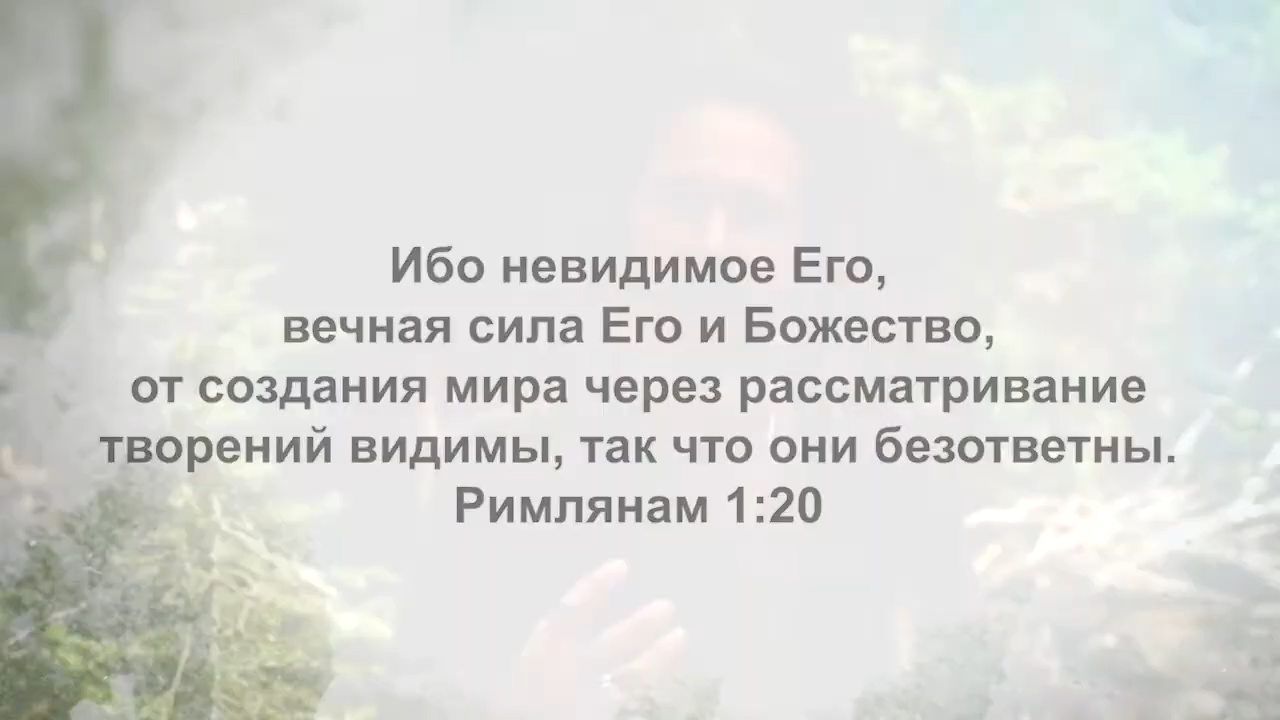 Ибо невидимое Его,
вечная сила Его и Божество,
от создания мира через рассматривание
творений видимы, так что они безответны.
Римлянам 1:20